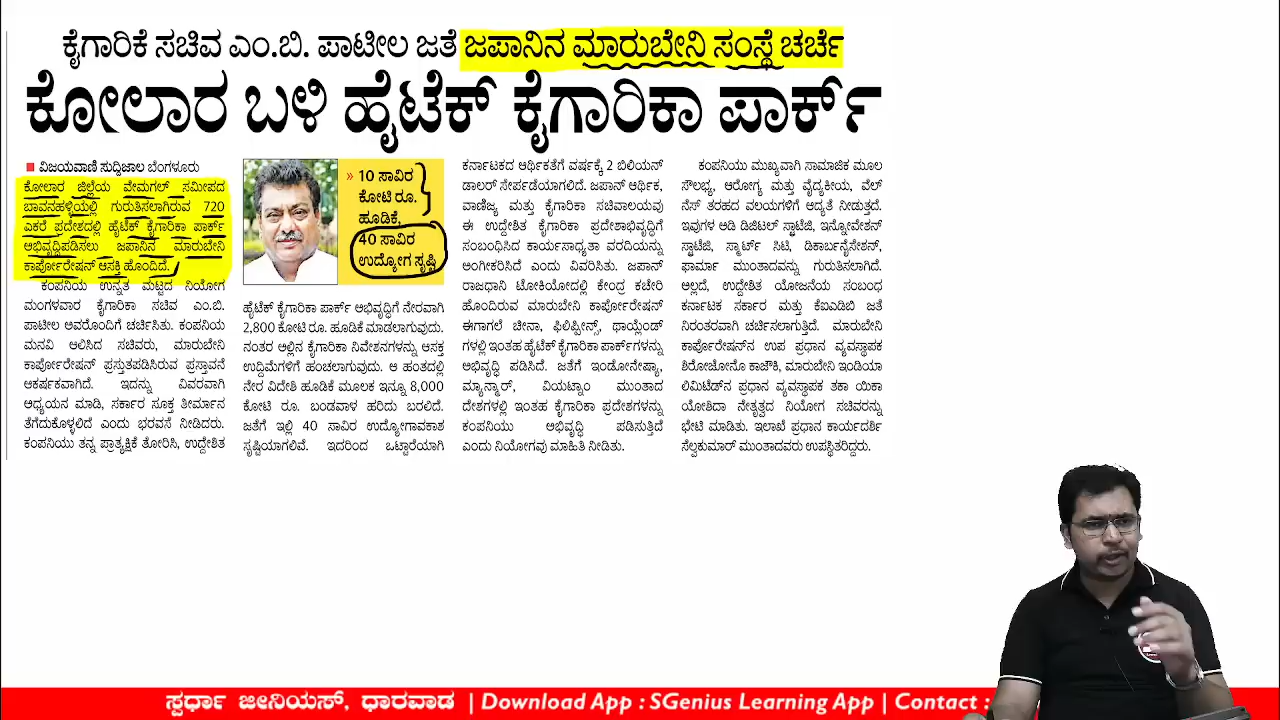 ಕೈಗಾರಿಕೆ ಸಚಿವ ಎಂ.ಬಿ. ಪಾಟೀಲ ಜತೆ ಜಪಾನಿನ ಮಾರುಬೇನಿ ಸಂಸ್ಥೆ ಚರ್ಚೆ
ಕೋಲಾರ ಬಳಿ ಹೈಟೆಕ್ ಕೈಗಾರಿಕಾ ಪಾರ್ಕ್
ವಿಜಯವಾಣಿ ಸುದ್ದಿಜಾಲ ಬೆಂಗಳೂರು
ಕೋಲಾರ ಜಿಲ್ಲೆಯ ವೇಮಗಲ್ ಸಮೀಪದ
ಬಾವನಹಳ್ಳಿಯಲ್ಲಿ ಗುರುತಿಸಲಾಗಿರುವ 720
ಎಕರೆ ಪ್ರದೇಶದಲ್ಲಿ ಹೈಟೆಕ್ ಕೈಗಾರಿಕಾ ಪಾರ್ಕ್
ಅಭಿವೃದ್ಧಿಪಡಿಸಲು ಜಪಾನಿನ ಮಾರುಬೇನಿ
ಕಾರ್ಪೋರೇಷನ್ ಆಸಕ್ತಿ ಹೊಂದಿದೆ.
ಕಂಪನಿಯ ಉನ್ನತ ಮಟ್ಟದ ನಿಯೋಗ
ಮಂಗಳವಾರ ಕೈಗಾರಿಕೆ ಸಚಿವ ಎಂ.ಬಿ.
ಪಾಟೀಲ ಅವರೊಂದಿಗೆ ಚರ್ಚಿಸಿತು. ಕಂಪನಿಯ
ಮನವಿ ಆಲಿಸಿದ ಸಚಿವರು, ಮಾರುಬೇನಿ
ಕಾರ್ಪೋರೇಷನ್ ಪ್ರಸ್ತುತಪಡಿಸಿರುವ ಪ್ರಸ್ತಾವನೆ
ಆಕರ್ಷಕವಾಗಿದೆ. ಇದನ್ನು ವಿವರವಾಗಿ
ಅಧ್ಯಯನ ಮಾಡಿ, ಸರ್ಕಾರ ಸೂಕ್ತ ತೀರ್ಮಾನ
ತೆಗೆದುಕೊಳ್ಳಲಿದೆ ಎಂದು ಭರವಸೆ ನೀಡಿದರು.
ಕಂಪನಿಯು ತನ್ನ ಪ್ರಾತ್ಯಕ್ಷಿಕೆ ತೋರಿಸಿ, ಉದ್ದೇಶಿತ
» 10 ಸಾವಿರ
ಕೋಟಿ ರೂ.
ಹೂಡಿಕೆ,
40 ಸಾವಿರ
ಉದ್ಯೋಗ ಸೃಷ್ಟಿ
ಹೈಟೆಕ್ ಕೈಗಾರಿಕಾ ಪಾರ್ಕ್ ಅಭಿವೃದ್ಧಿಗೆ ನೇರವಾಗಿ
2,800 ಕೋಟಿ ರೂ. ಹೂಡಿಕೆ ಮಾಡಲಾಗುವುದು.
ನಂತರ ಅಲ್ಲಿನ ಕೈಗಾರಿಕಾ ನಿವೇಶನಗಳನ್ನು ಆಸಕ್ತ
ಉದ್ದಿಮೆಗಳಿಗೆ ಹಂಚಲಾಗುವುದು. ಆ ಹಂತದಲ್ಲಿ
ನೇರ ವಿದೇಶಿ ಹೂಡಿಕೆ ಮೂಲಕ ಇನ್ನೂ 8,000
ಕೋಟಿ ರೂ. ಬಂಡವಾಳ ಹರಿದು ಬರಲಿದೆ.
ಜತೆಗೆ ಇಲ್ಲಿ 40 ಸಾವಿರ ಉದ್ಯೋಗಾವಕಾಶ
ಸೃಷ್ಟಿಯಾಗಲಿವೆ. ಇದರಿಂದ ಒಟ್ಟಾರೆಯಾಗಿ
ಕರ್ನಾಟಕದ ಆರ್ಥಿಕತೆಗೆ ವರ್ಷಕ್ಕೆ 2 ಬಿಲಿಯನ್
ಡಾಲರ್ ಸೇರ್ಪಡೆಯಾಗಲಿದೆ. ಜಪಾನ್ ಆರ್ಥಿಕ,
ವಾಣಿಜ್ಯ ಮತ್ತು ಕೈಗಾರಿಕಾ ಸಚಿವಾಲಯವು
ಈ ಉದ್ದೇಶಿತ ಕೈಗಾರಿಕಾ ಪ್ರದೇಶಾಭಿವೃದ್ಧಿಗೆ
ಸಂಬಂಧಿಸಿದ ಕಾರ್ಯಸಾಧ್ಯತಾ ವರದಿಯನ್ನು
ಅಂಗೀಕರಿಸಿದೆ ಎಂದು ವಿವರಿಸಿತು. ಜಪಾನ್
ರಾಜಧಾನಿ ಟೋಕಿಯೋದಲ್ಲಿ ಕೇಂದ್ರ ಕಚೇರಿ
ಹೊಂದಿರುವ ಮಾರುಬೇನಿ ಕಾರ್ಪೋರೇಷನ್
ಈಗಾಗಲೆ ಚೀನಾ, ಫಿಲಿಪ್ಪೀನ್ಸ್, ಥಾಯ್ಲೆಂಡ್
ಗಳಲ್ಲಿ ಇಂತಹ ಹೈಟೆಕ್ ಕೈಗಾರಿಕಾ ಪಾರ್ಕ್‌ಗಳನ್ನು
ಅಭಿವೃದ್ಧಿ ಪಡಿಸಿದೆ. ಜತೆಗೆ ಇಂಡೋನೇಷ್ಯಾ,
ಮ್ಯಾನ್ಮಾರ್, ವಿಯಟ್ನಾಂ ಮುಂತಾದ
ದೇಶಗಳಲ್ಲಿ ಇಂತಹ ಕೈಗಾರಿಕಾ ಪ್ರದೇಶಗಳನ್ನು
ಕಂಪನಿಯು ಅಭಿವೃದ್ಧಿ ಪಡಿಸುತ್ತಿದೆ
ಎಂದು ನಿಯೋಗವು ಮಾಹಿತಿ ನೀಡಿತು.
ಕಂಪನಿಯು ಮುಖ್ಯವಾಗಿ ಸಾಮಾಜಿಕ ಮೂಲ
ಸೌಲಭ್ಯ, ಆರೋಗ್ಯ ಮತ್ತು ವೈದ್ಯಕೀಯ, ವೆಲ್
ನೆಸ್ ತರಹದ ವಲಯಗಳಿಗೆ ಆದ್ಯತೆ ನೀಡುತ್ತದೆ.
ಇವುಗಳ ಅಡಿ ಡಿಜಿಟಲ್ ಸ್ಟ್ರಾಟೆಜಿ, ಇನ್ನೋವೇಶನ್
ಸ್ಟ್ರಾಟೆಜಿ, ಸ್ಮಾರ್ಟ್ ಸಿಟಿ, ಡಿಕಾರ್ಬನೈಸೇಶನ್,
ಫಾರ್ಮಾ ಮುಂತಾದವನ್ನು ಗುರುತಿಸಲಾಗಿದೆ.
ಅಲ್ಲದೆ, ಉದ್ದೇಶಿತ ಯೋಜನೆಯ ಸಂಬಂಧ
ಕರ್ನಾಟಕ ಸರ್ಕಾರ ಮತ್ತು ಕೆಐಎಡಿಬಿ ಜತೆ
ನಿರಂತರವಾಗಿ ಚರ್ಚಿಸಲಾಗುತ್ತಿದೆ. ಮಾರುಬೇನಿ
ಕಾರ್ಪೋರೇಷನ್‌ನ ಉಪ ಪ್ರಧಾನ ವ್ಯವಸ್ಥಾಪಕ
ಶಿರೋಜೋನೊ ಕಾಜೌಕಿ, ಮಾರುಬೇನಿ ಇಂಡಿಯಾ
ಲಿಮಿಟೆಡ್‌ನ ಪ್ರಧಾನ ವ್ಯವಸ್ಥಾಪಕ ತಕಾ ಯಿಕಾ
ಯೋಶಿದಾ ನೇತೃತ್ವದ ನಿಯೋಗ ಸಚಿವರನ್ನು
ಭೇಟಿ ಮಾಡಿತು. ಇಲಾಖೆ ಪ್ರಧಾನ ಕಾರ್ಯದರ್ಶಿ
ಸೆಲ್ವಕುಮಾರ್ ಮುಂತಾದವರು ಉಪಸ್ಥಿತರಿದ್ದರು.
ಸ್ಪರ್ಧಾ ಜೀನಿಯಸ್, ಧಾರವಾಡ | Download App : SGenius Learning App | Contact :